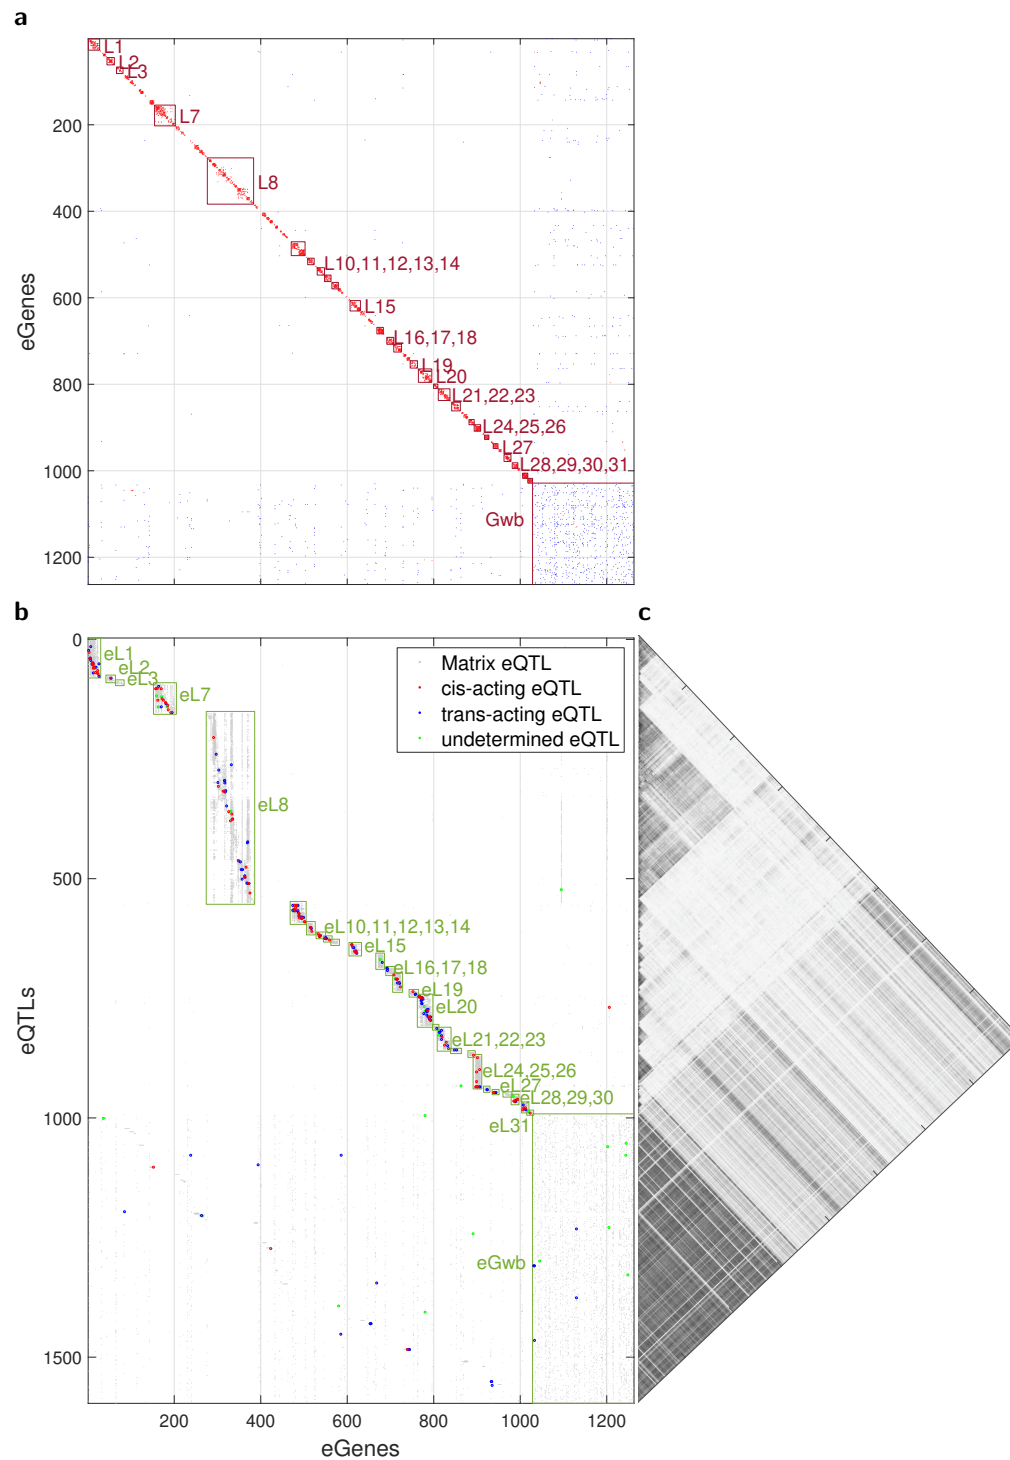 a
L1
L2
L3
200
L7
L8
400
L10,11,12,13,14
600
L15
L16,17,18
L19
800
L20
L21,22,23
L24,25,26
L27
L28,29,30,31
1000
Gwb
1200
eGenes
b
c
0
eL1
eL2
eL3
eL7
Matrix eQTL
cis-acting eQTL
trans-acting eQTL
undetermined eQTL
eL8
500
eL10,11,12,13,14
eL15
eL16,17,18
eL19
eL20
eL21,22,23
eL24,25,26
eL27
eL28,29,30
eL31
1000
eGwb
1500
eQTLs
200
400
600
800
1000
1200
eGenes